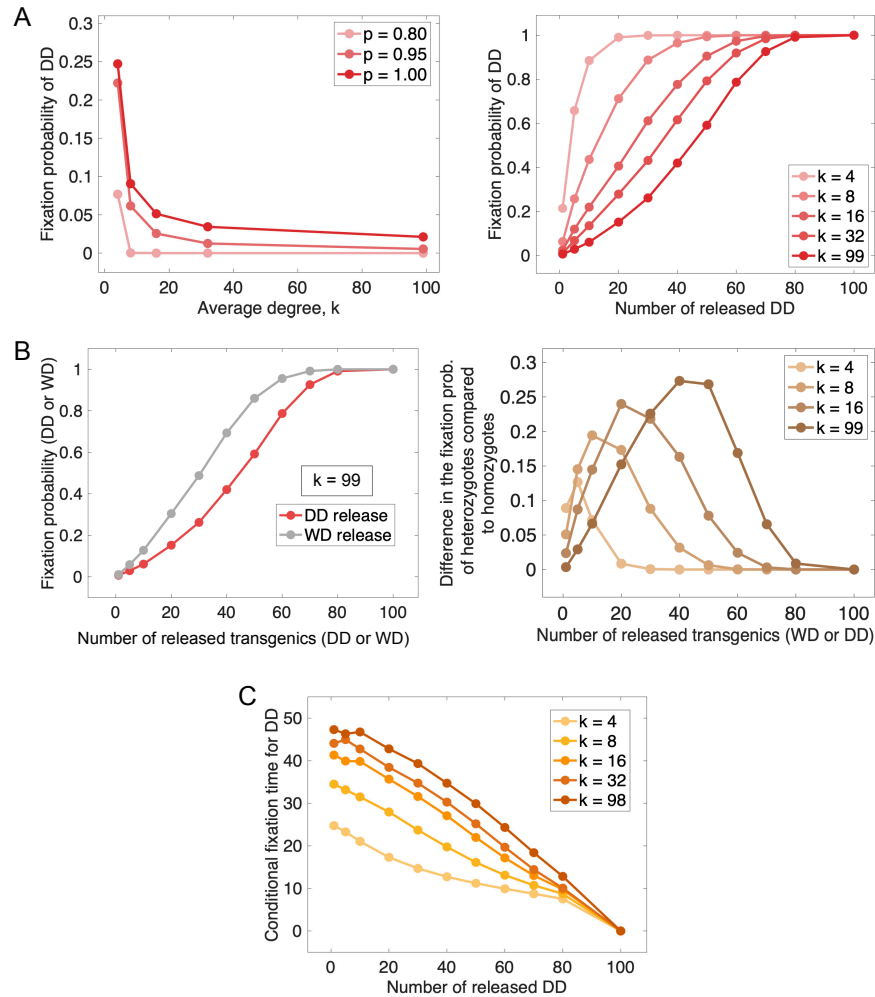 A
Fixation probability of DD
0.3
0.25
0.2
0.15
0.1
0.05
0
p = 0.80
p = 0.95
p = 1.00
0 20 40 60 80 100
Average degree, k
Fixation probability of DD
1
0.8
0.6
0.4
0.2
0
k = 4
k = 8
k = 16
k = 32
k = 99
0 20 40 60 80 100
Number of released DD
B
Fixation probability (DD or WD)
1
0.8
0.6
0.4
0.2
0
k = 99
DD release
WD release
0 20 40 60 80 100
Number of released transgenics (DD or WD)
Difference in the fixation prob.
of heterozygotes compared
to homozygotes
0.3
0.25
0.2
0.15
0.1
0.05
0
k = 4
k = 8
k = 16
k = 99
0 20 40 60 80 100
Number of released transgenics (WD or DD)
C
Conditional fixation time for DD
50
40
30
20
10
0
k = 4
k = 8
k = 16
k = 32
k = 98
0 20 40 60 80 100
Number of released DD